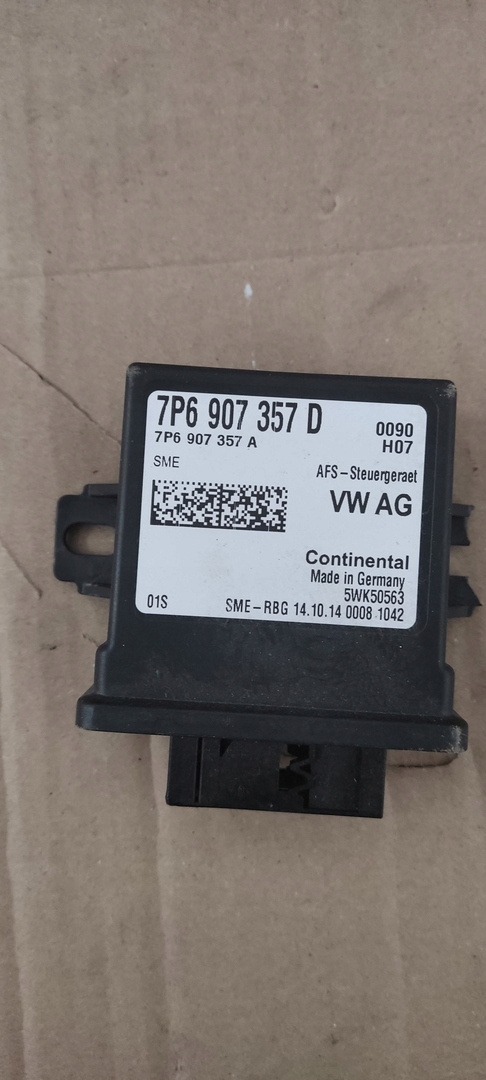 7P6 907 357 D
0090
7P6 907 357 A
H07
SME
AFS-Steuergeraet
VW AG
Continental
Made in Germany
5WK50563
01S
SME-RBG 14.10.14 0008 1042